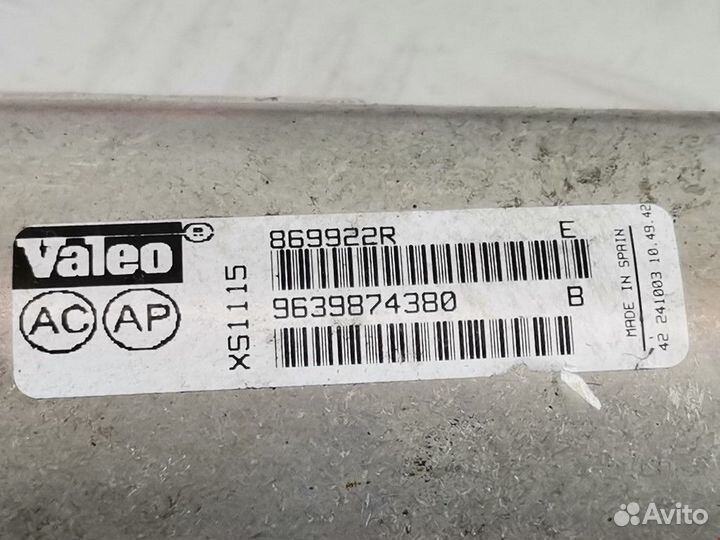 Valeo®
AC AP
XS1115
869922R E
9639874380 B
MADE IN SPAIN
42 241003 10.49.42
Avito